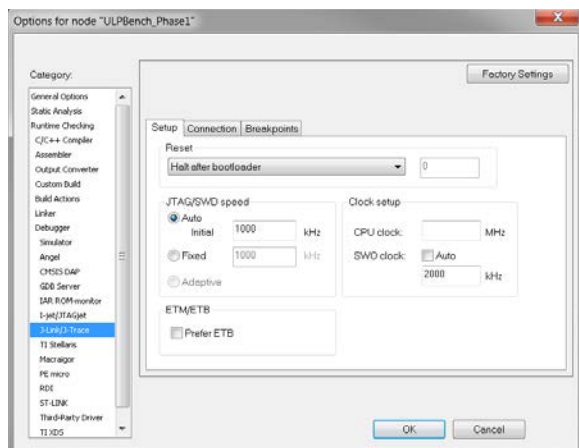 Options for node "ULPBench_Phase1"
Category:
Factory Settings
General Options
Static Analysis
Runtime Checking
C/C++ Compiler
Assembler
Output Converter
Custom Build
Build Actions
Linker
Debugger
Simulator
Angel
CMSIS DAP
GDB Server
IAR ROM-monitor
I-jet/JTAGjet
J-Link/J-Trace
TI Stellaris
Macraigor
PE micro
RDI
ST-LINK
Third-Party Driver
TI XDS
Setup Connection Breakpoints
Reset
Halt after bootloader 0
JTAG/SWD speed
Auto
Initial 1000 kHz
Fixed 1000 kHz
Adaptive
Clock setup
CPU clock: MHz
SWO clock: Auto
2000 kHz
ETM/ETB
Prefer ETB
OK Cancel